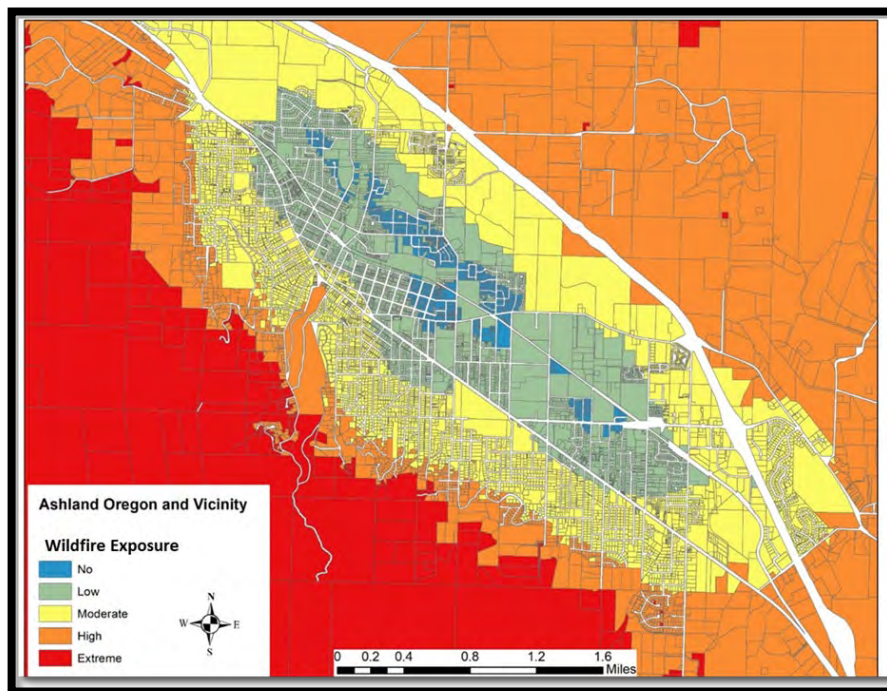 Ashland Oregon and Vicinity
Wildfire Exposure
No
Low
Moderate
High
Extreme
N
W E
S
0 0.2 0.4 0.8 1.2 1.6
Miles